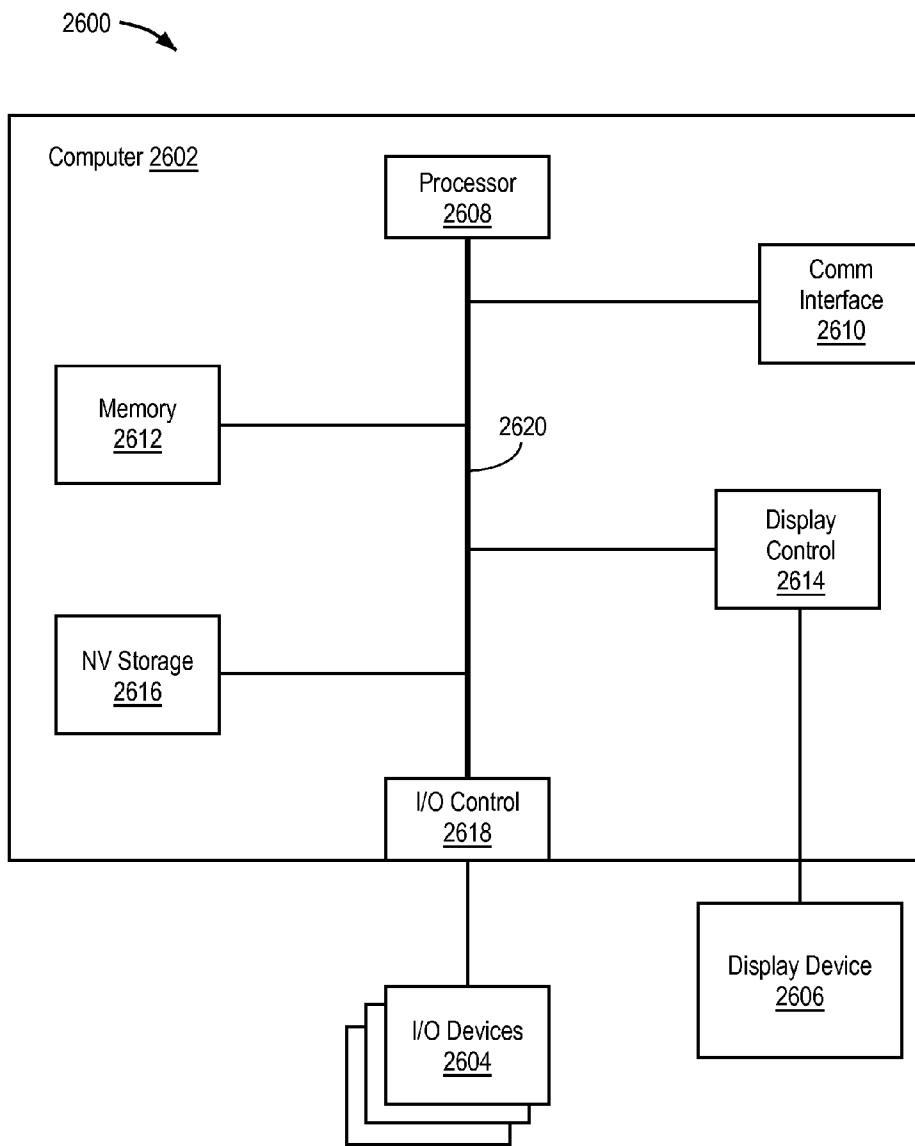 2600
Computer 2602
Processor
2608
Comm
Interface
2610
Memory
2612
2620
Display
Control
2614
NV Storage
2616
I/O Control
2618
Display Device
2606
I/O Devices
2604